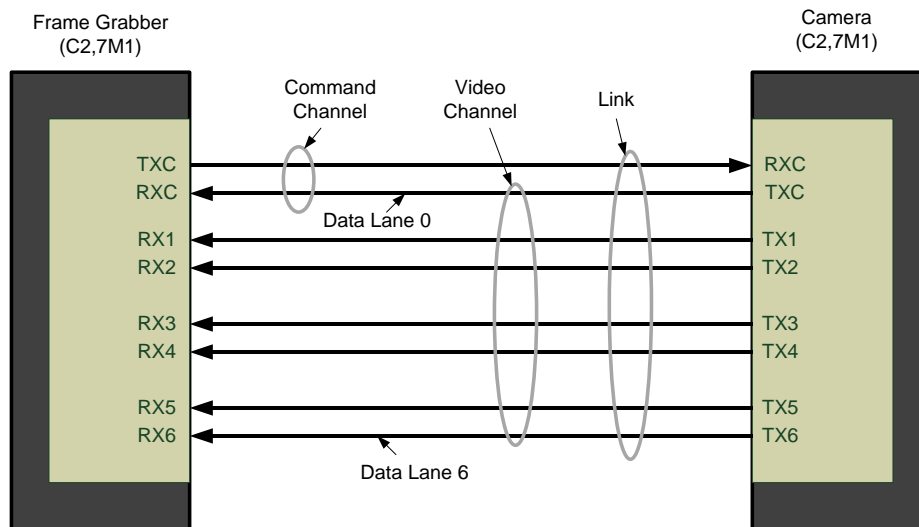 Frame Grabber
(C2,7M1)
Camera
(C2,7M1)
Command
Channel
Video
Channel
Link
TXC
RXC
RXC
TXC
Data Lane 0
RX1
TX1
RX2
TX2
RX3
TX3
RX4
TX4
RX5
TX5
RX6
TX6
Data Lane 6